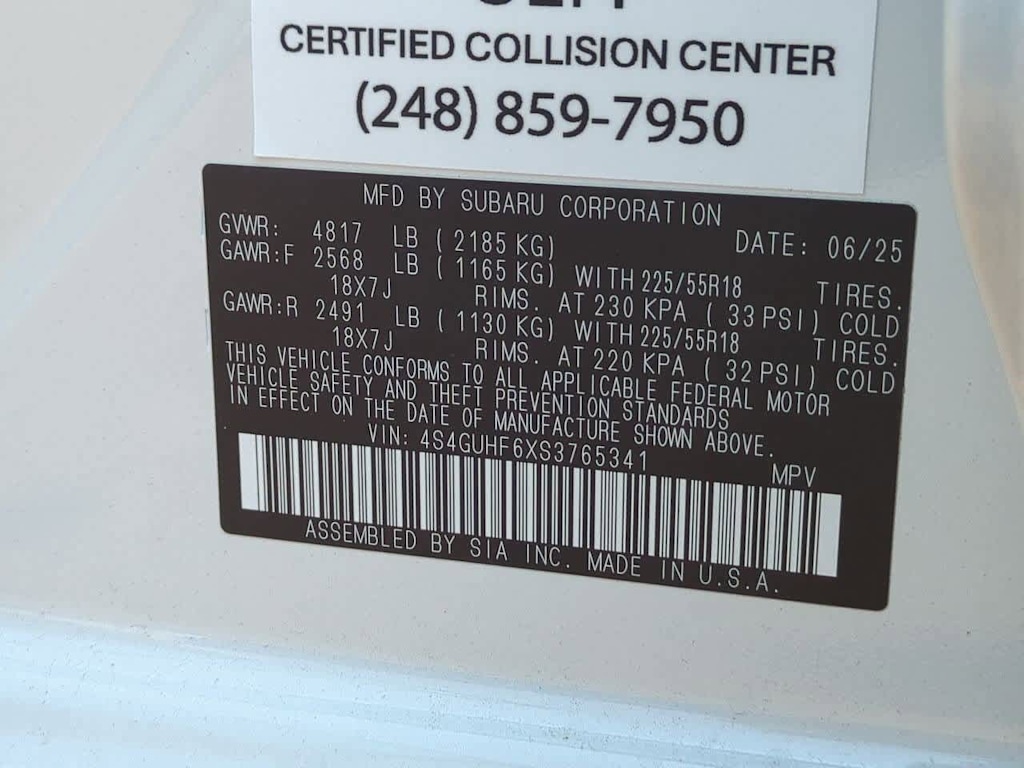 CERTIFIED COLLISION CENTER
(248) 859-7950
MFD BY SUBARU CORPORATION
GVWR: 4817 LB ( 2185 KG) DATE: 06/25
GAWR:F 2568 LB ( 1165 KG) WITH 225/55R18 TIRES.
18X7J RIMS. AT 230 KPA ( 33PSI) COLD
GAWR:R 2491 LB ( 1130 KG) WITH 225/55R18 TIRES.
18X7J RIMS. AT 220 KPA ( 32PSI) COLD
THIS VEHICLE CONFORMS TO ALL APPLICABLE FEDERAL MOTOR
VEHICLE SAFETY AND THEFT PREVENTION STANDARDS
IN EFFECT ON THE DATE OF MANUFACTURE SHOWN ABOVE.
VIN: 4S4GUHF6XS3765341 MPV
ASSEMBLED BY SIA INC. MADE IN U.S.A.